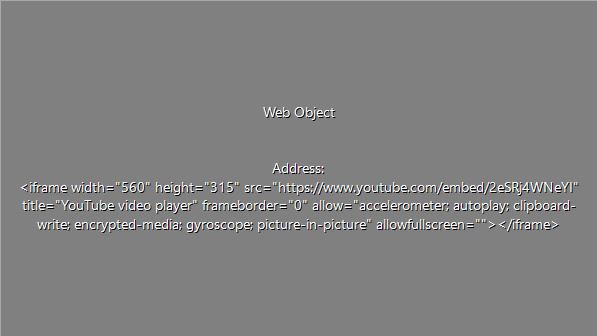 Web Object
Address:
<iframe width="560" height="315" src="https://www.youtube.com/embed/2eSRj4WNeYI"
title="YouTube video player" frameborder="0" allow="accelerometer; autoplay; clipboard-
write; encrypted-media; gyroscope; picture-in-picture" allowfullscreen=""></iframe>